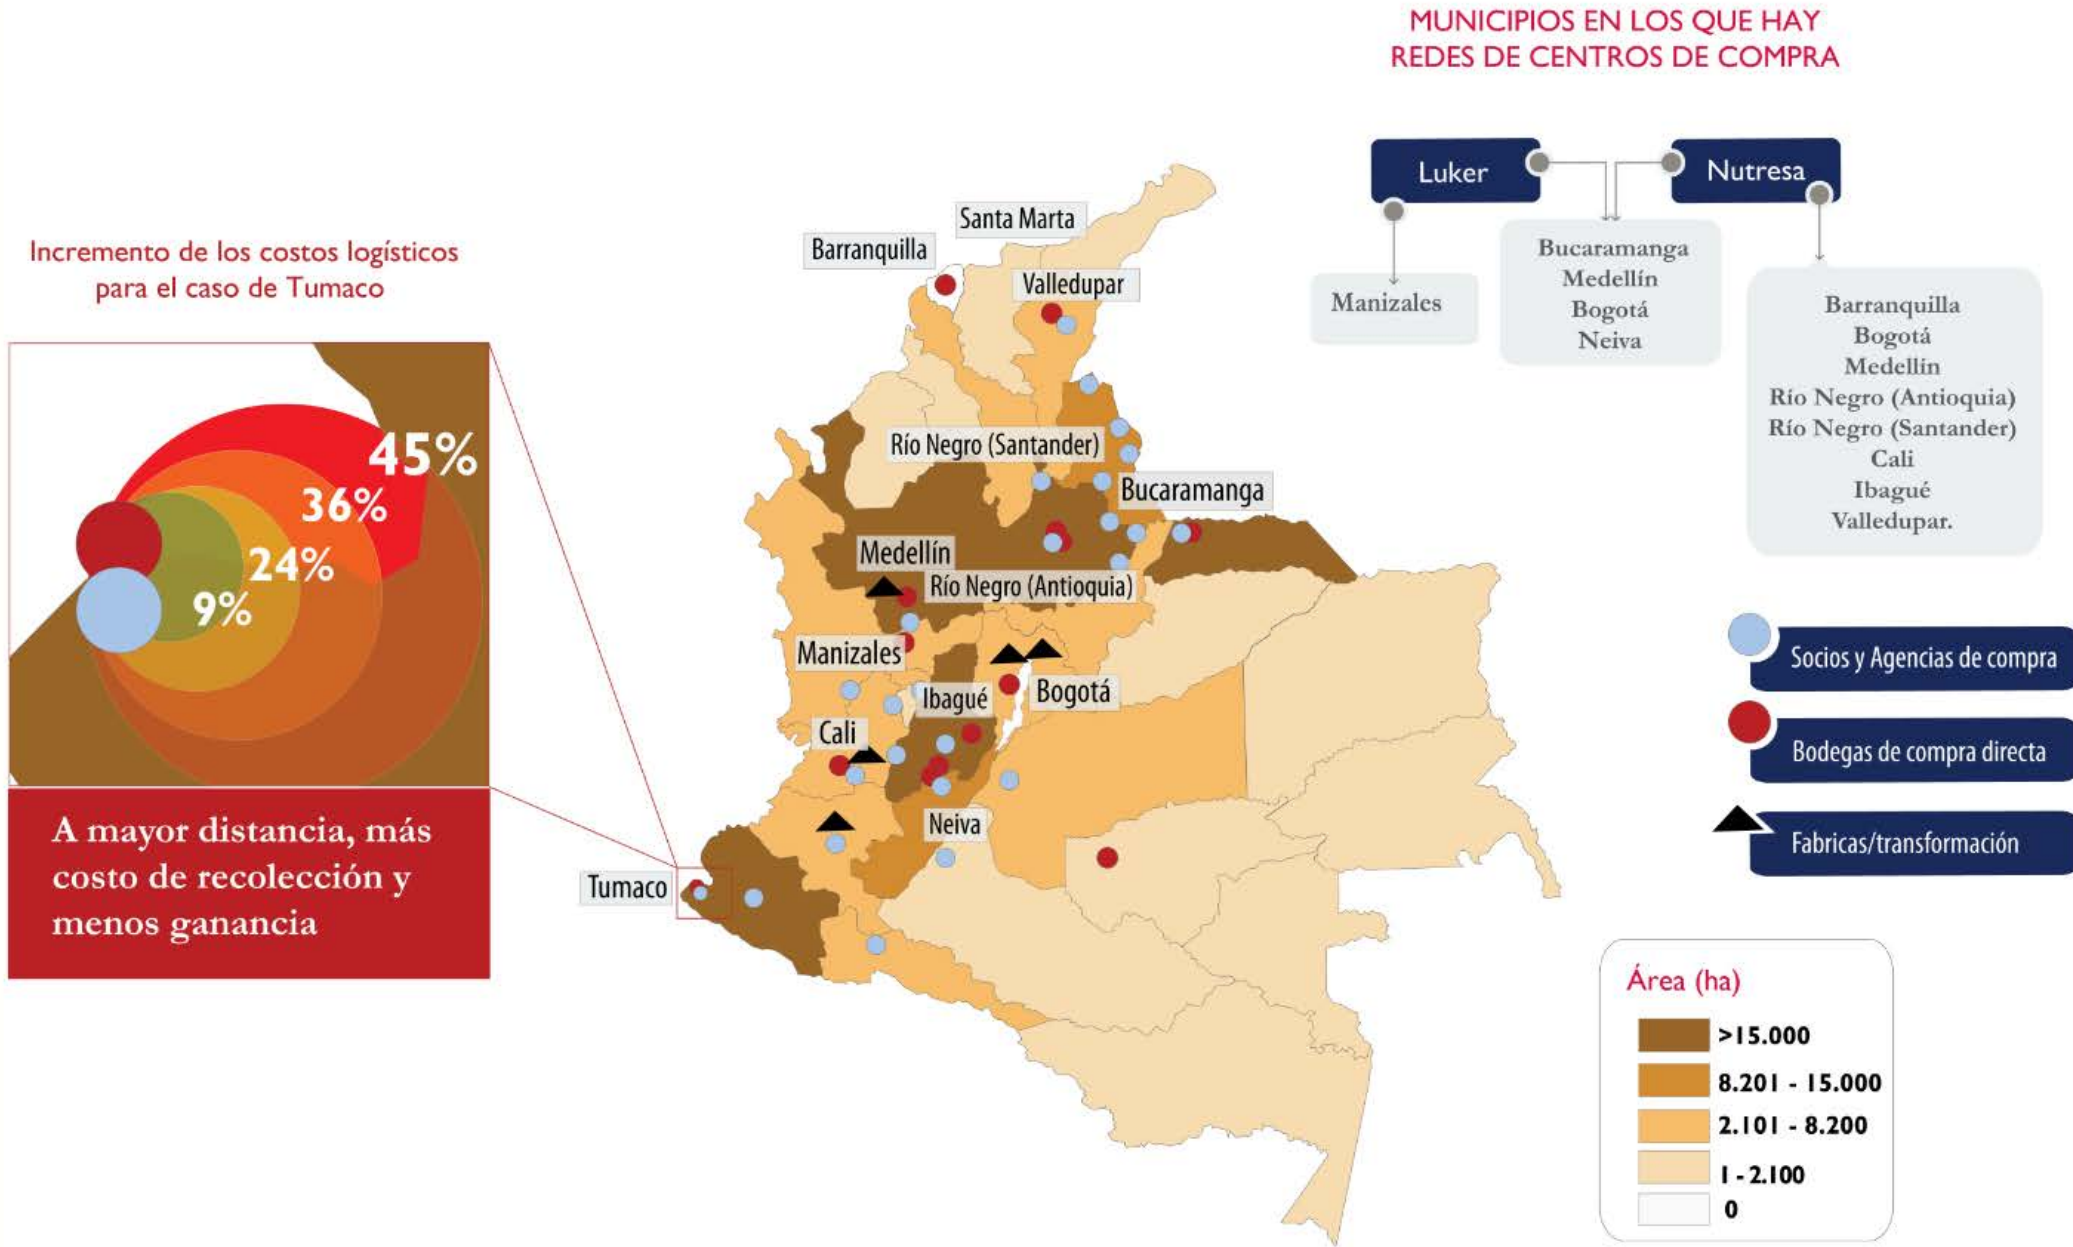 MUNICIPIOS EN LOS QUE HAY
REDES DE CENTROS DE COMPRA
Luker
Nutresa
Manizales
Bucaramanga
Medellín
Bogotá
Neiva
Barranquilla
Bogotá
Medellín
Río Negro (Antioquia)
Río Negro (Santander)
Cali
Ibagué
Valledupar.
Incremento de los costos logísticos
para el caso de Tumaco
45%
36%
24%
9%
A mayor distancia, más
costo de recolección y
menos ganancia
Santa Marta
Barranquilla
Valledupar
Río Negro (Santander)
Bucaramanga
Medellín
Río Negro (Antioquia)
Manizales
Ibagué
Bogotá
Cali
Neiva
Tumaco
Socios y Agencias de compra
Bodegas de compra directa
Fabricas/transformación
Área (ha)
>15.000
8.201 - 15.000
2.101 - 8.200
1 - 2.100
0